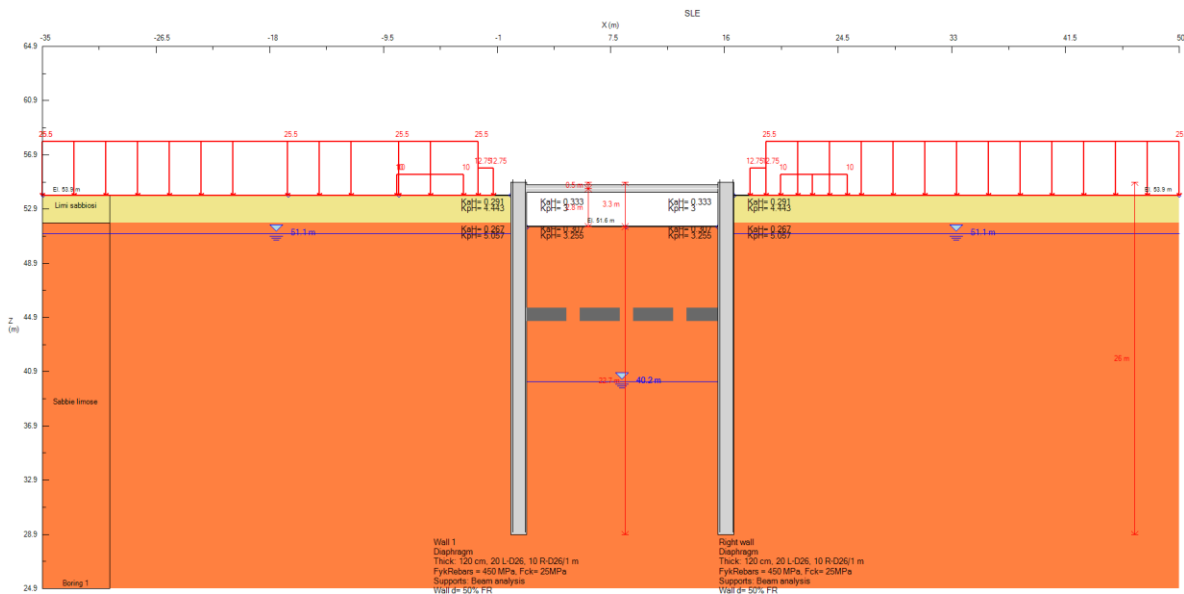 SLE
X (m)
-35 -26.5 -18 -9.5 -1 7.5 16 24.5 33 41.5 50
64.9
60.9
56.9
52.9
48.9
44.9
40.9
36.9
32.9
28.9
24.9
Z
(m)
25.5 25.5 25.5 25.5 25.5 25
12.75 12.75 12.75 12.75
10 10 10
El. 53.9 m
El. 53.9 m
0.5 m
3.3 m
Limi sabbiosi
KaH= 0.291
KpH= 4.443
KaH= 0.333
KpH= 3
KaH= 0.333
KpH= 3
KaH= 0.291
KpH= 4.443
El. 51.6 m
KaH= 0.267
KpH= 5.057
KaH= 0.307
KpH= 3.255
KaH= 0.307
KpH= 3.255
KaH= 0.267
KpH= 5.057
51.1 m
51.1 m
26 m
22.7 m
40.2 m
Sabbie limose
Boring 1
Wall 1
Diaphragm
Thick: 120 cm, 20 L-D26, 10 R-D26/1 m
FykRebars = 450 MPa, Fck= 25MPa
Supports: Beam analysis
Wall d= 50% FR
Right wall
Diaphragm
Thick: 120 cm, 20 L-D26, 10 R-D26/1 m
FykRebars = 450 MPa, Fck= 25MPa
Supports: Beam analysis
Wall d= 50% FR